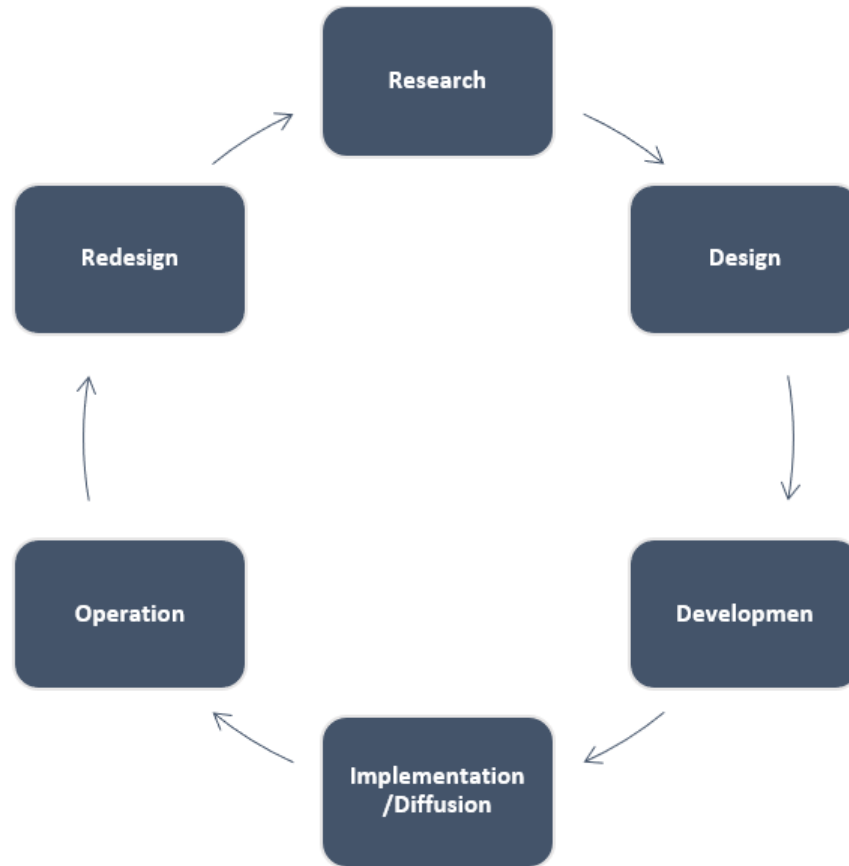 Research
Redesign
Design
Operation
Developmen
Implementation
/Diffusion